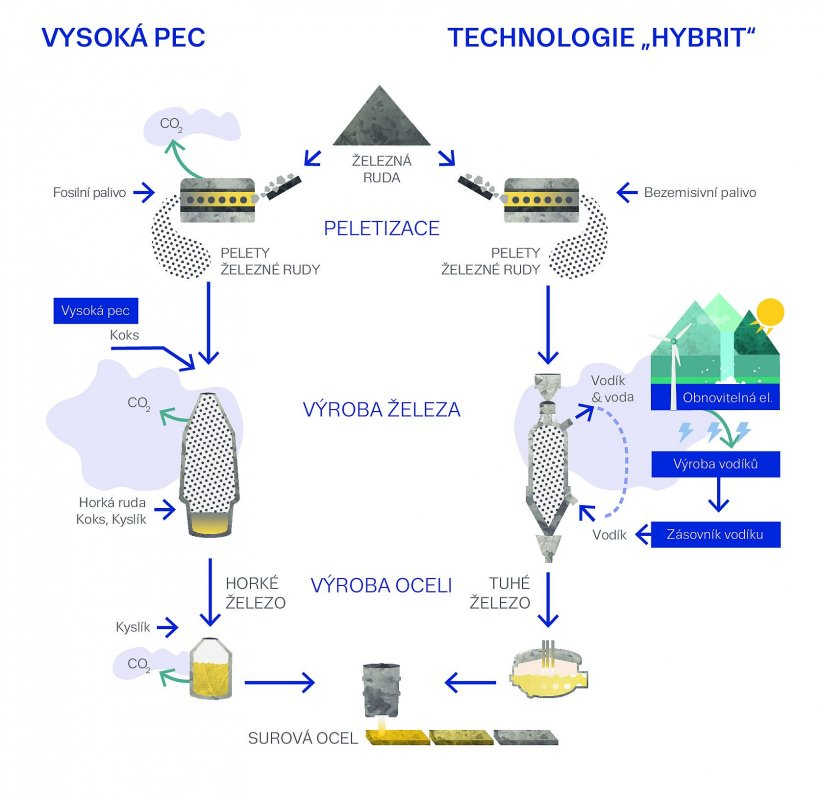 VYSOKÁ PEC
TECHNOLOGIE „HYBRIT“
CO2
ŽELEZNÁ
RUDA
Fosilní palivo
Bezemisivní palivo
PELETIZACE
PELETY
ŽELEZNÉ RUDY
PELETY
ŽELEZNÉ RUDY
Vysoká pec
Koks
CO2
VÝROBA ŽELEZA
Vodík
& voda
Obnovitelná el.
Výroba vodíků
Horká ruda
Koks, Kyslík
Vodík
Zásovník vodíku
HORKÉ
ŽELEZO
VÝROBA OCELI
TUHÉ
ŽELEZO
Kyslík
CO2
SUROVÁ OCEL